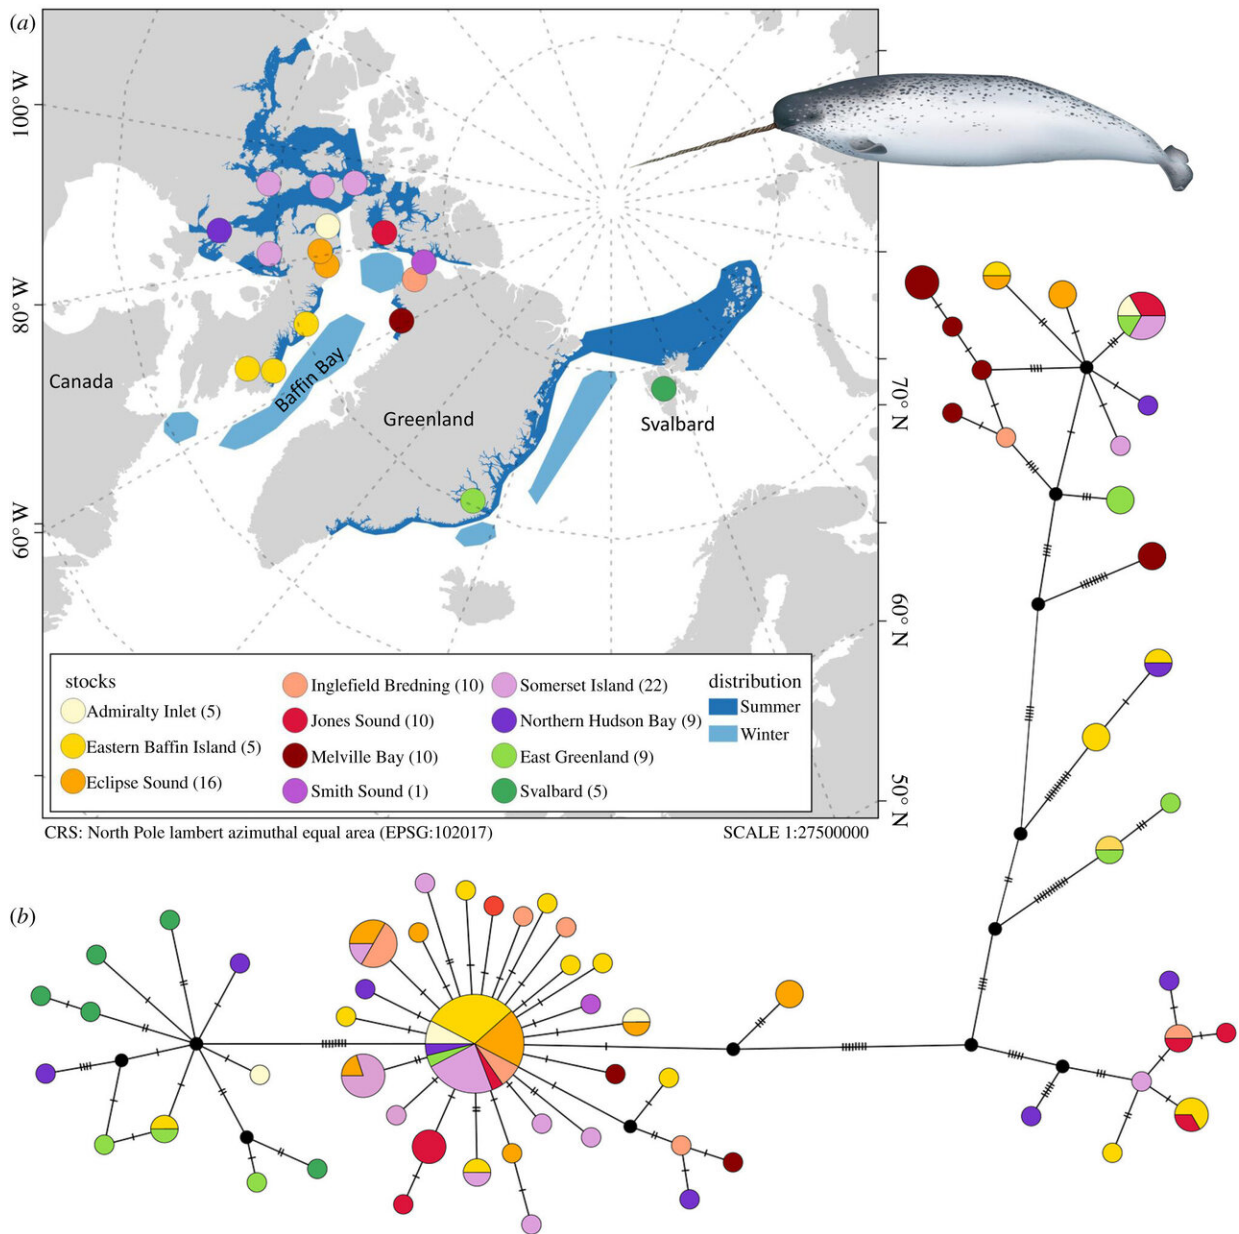 (a)
100° W
80° W
60° W
Canada
Baffin Bay
Greenland
Svalbard
70° N
60° N
50° N
stocks
Admiralty Inlet (5)
Eastern Baffin Island (5)
Eclipse Sound (16)
Inglefield Bredning (10)
Jones Sound (10)
Melville Bay (10)
Smith Sound (1)
Somerset Island (22)
Northern Hudson Bay (9)
East Greenland (9)
Svalbard (5)
distribution
Summer
Winter
CRS: North Pole lambert azimuthal equal area (EPSG:102017)
SCALE 1:27500000
(b)